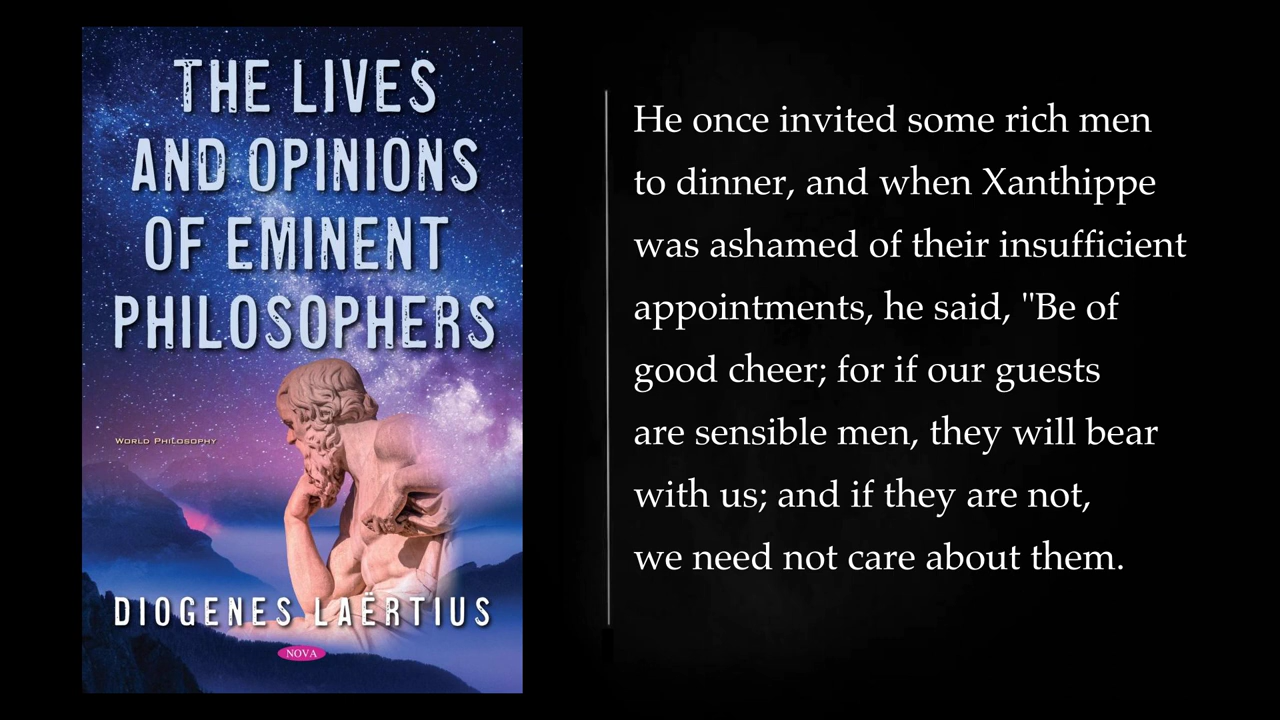 THE LIVES
AND OPINIONS
OF EMINENT
PHILOSOPHERS
WORLD PHILOSOPHY
DIOGENES LAËRTIUS
NOVA
He once invited some rich men
to dinner, and when Xanthippe
was ashamed of their insufficient
appointments, he said, "Be of
good cheer; for if our guests
are sensible men, they will bear
with us; and if they are not,
we need not care about them.